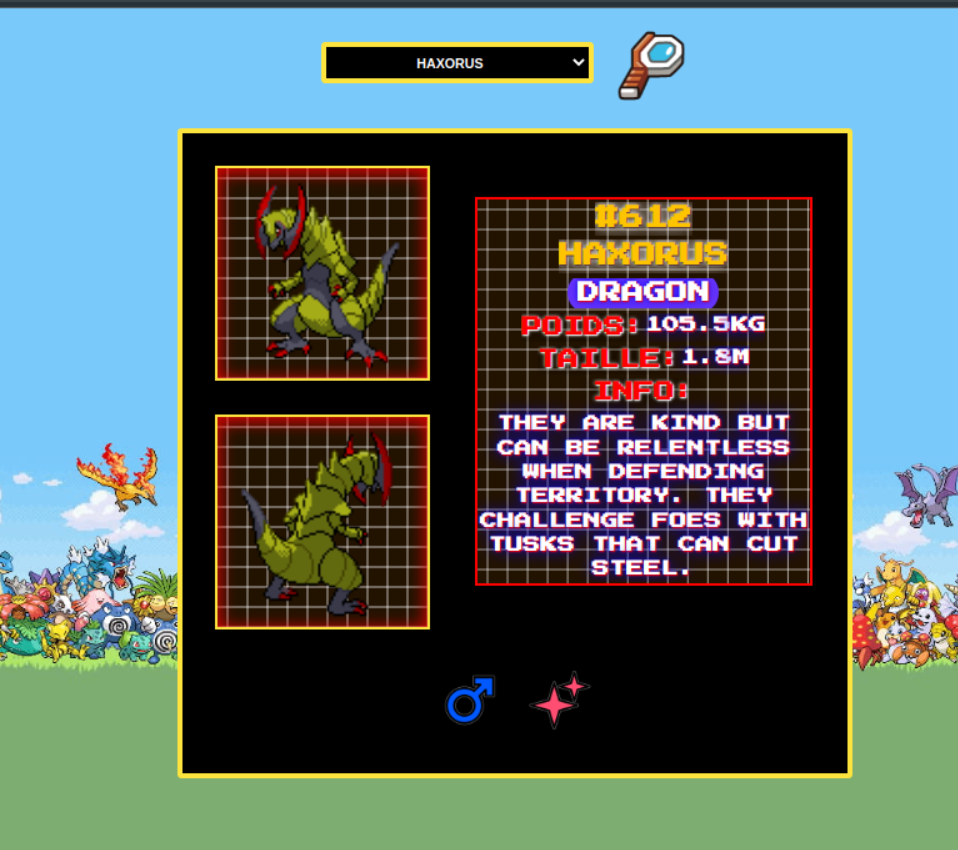 HAXORUS
#612
HAXORUS
DRAGON
POIDS: 105.5KG
TAILLE: 1.8M
INFO:
THEY ARE KIND BUT
CAN BE RELENTLESS
WHEN DEFENDING
TERRITORY. THEY
CHALLENGE FOES WITH
TUSKS THAT CAN CUT
STEEL.